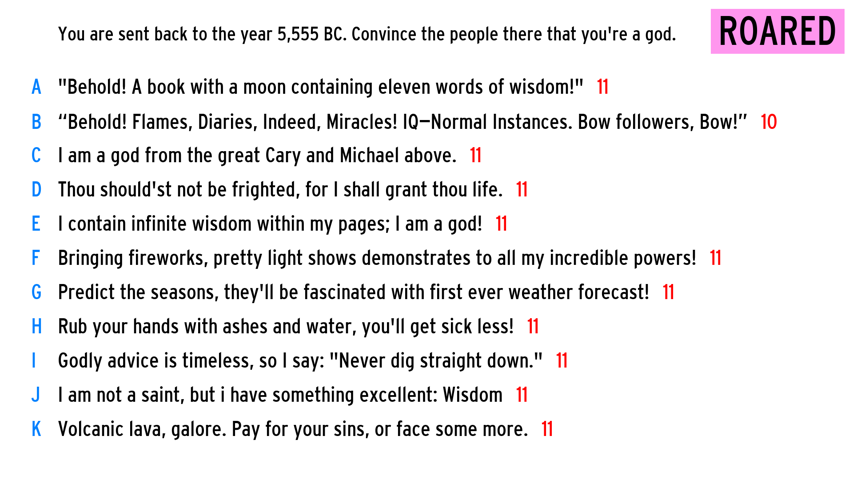 You are sent back to the year 5,555 BC. Convince the people there that you're a god.
ROARED
A "Behold! A book with a moon containing eleven words of wisdom!" 11
B “Behold! Flames, Diaries, Indeed, Miracles! IQ–Normal Instances. Bow followers, Bow!” 10
C I am a god from the great Cary and Michael above. 11
D Thou should'st not be frighted, for I shall grant thou life. 11
E I contain infinite wisdom within my pages; I am a god! 11
F Bringing fireworks, pretty light shows demonstrates to all my incredible powers! 11
G Predict the seasons, they'll be fascinated with first ever weather forecast! 11
H Rub your hands with ashes and water, you'll get sick less! 11
I Godly advice is timeless, so I say: "Never dig straight down." 11
J I am not a saint, but i have something excellent: Wisdom 11
K Volcanic lava, galore. Pay for your sins, or face some more. 11